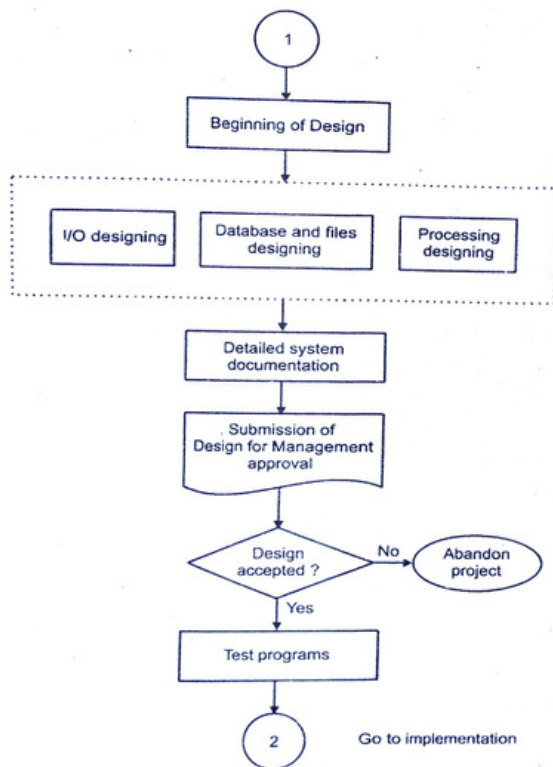 1
Beginning of Design
I/O designing
Database and files
designing
Processing
designing
Detailed system
documentation
Submission of
Design for Management
approval
Design
accepted ?
No
Abandon
project
Yes
Test programs
2
Go to implementation